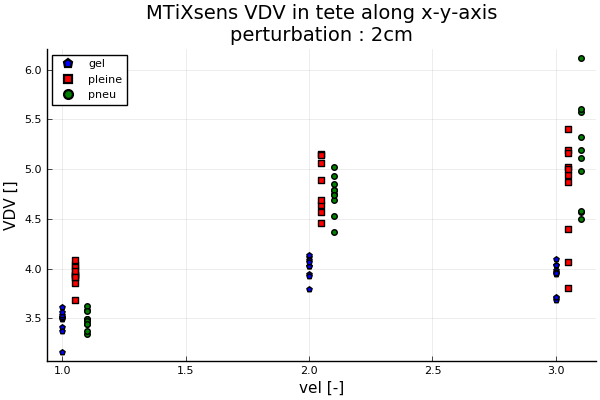 MTiXsens VDV in tete along x-y-axis
perturbation : 2cm
gel
pleine
pneu
VDV []
6.0
5.5
5.0
4.5
4.0
3.5
1.0
1.5
2.0
2.5
3.0
vel [-]